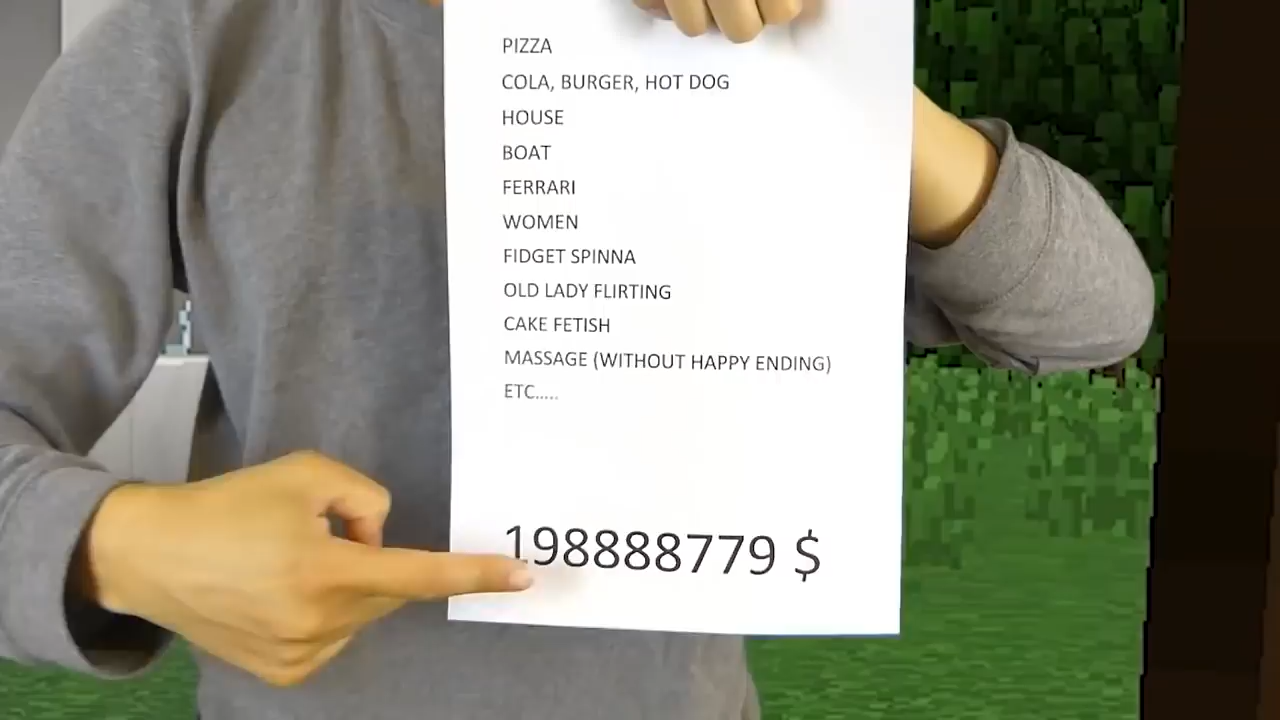 PIZZA
COLA, BURGER, HOT DOG
HOUSE
BOAT
FERRARI
WOMEN
FIDGET SPINNA
OLD LADY FLIRTING
CAKE FETISH
MASSAGE (WITHOUT HAPPY ENDING)
ETC.....
198888779 $